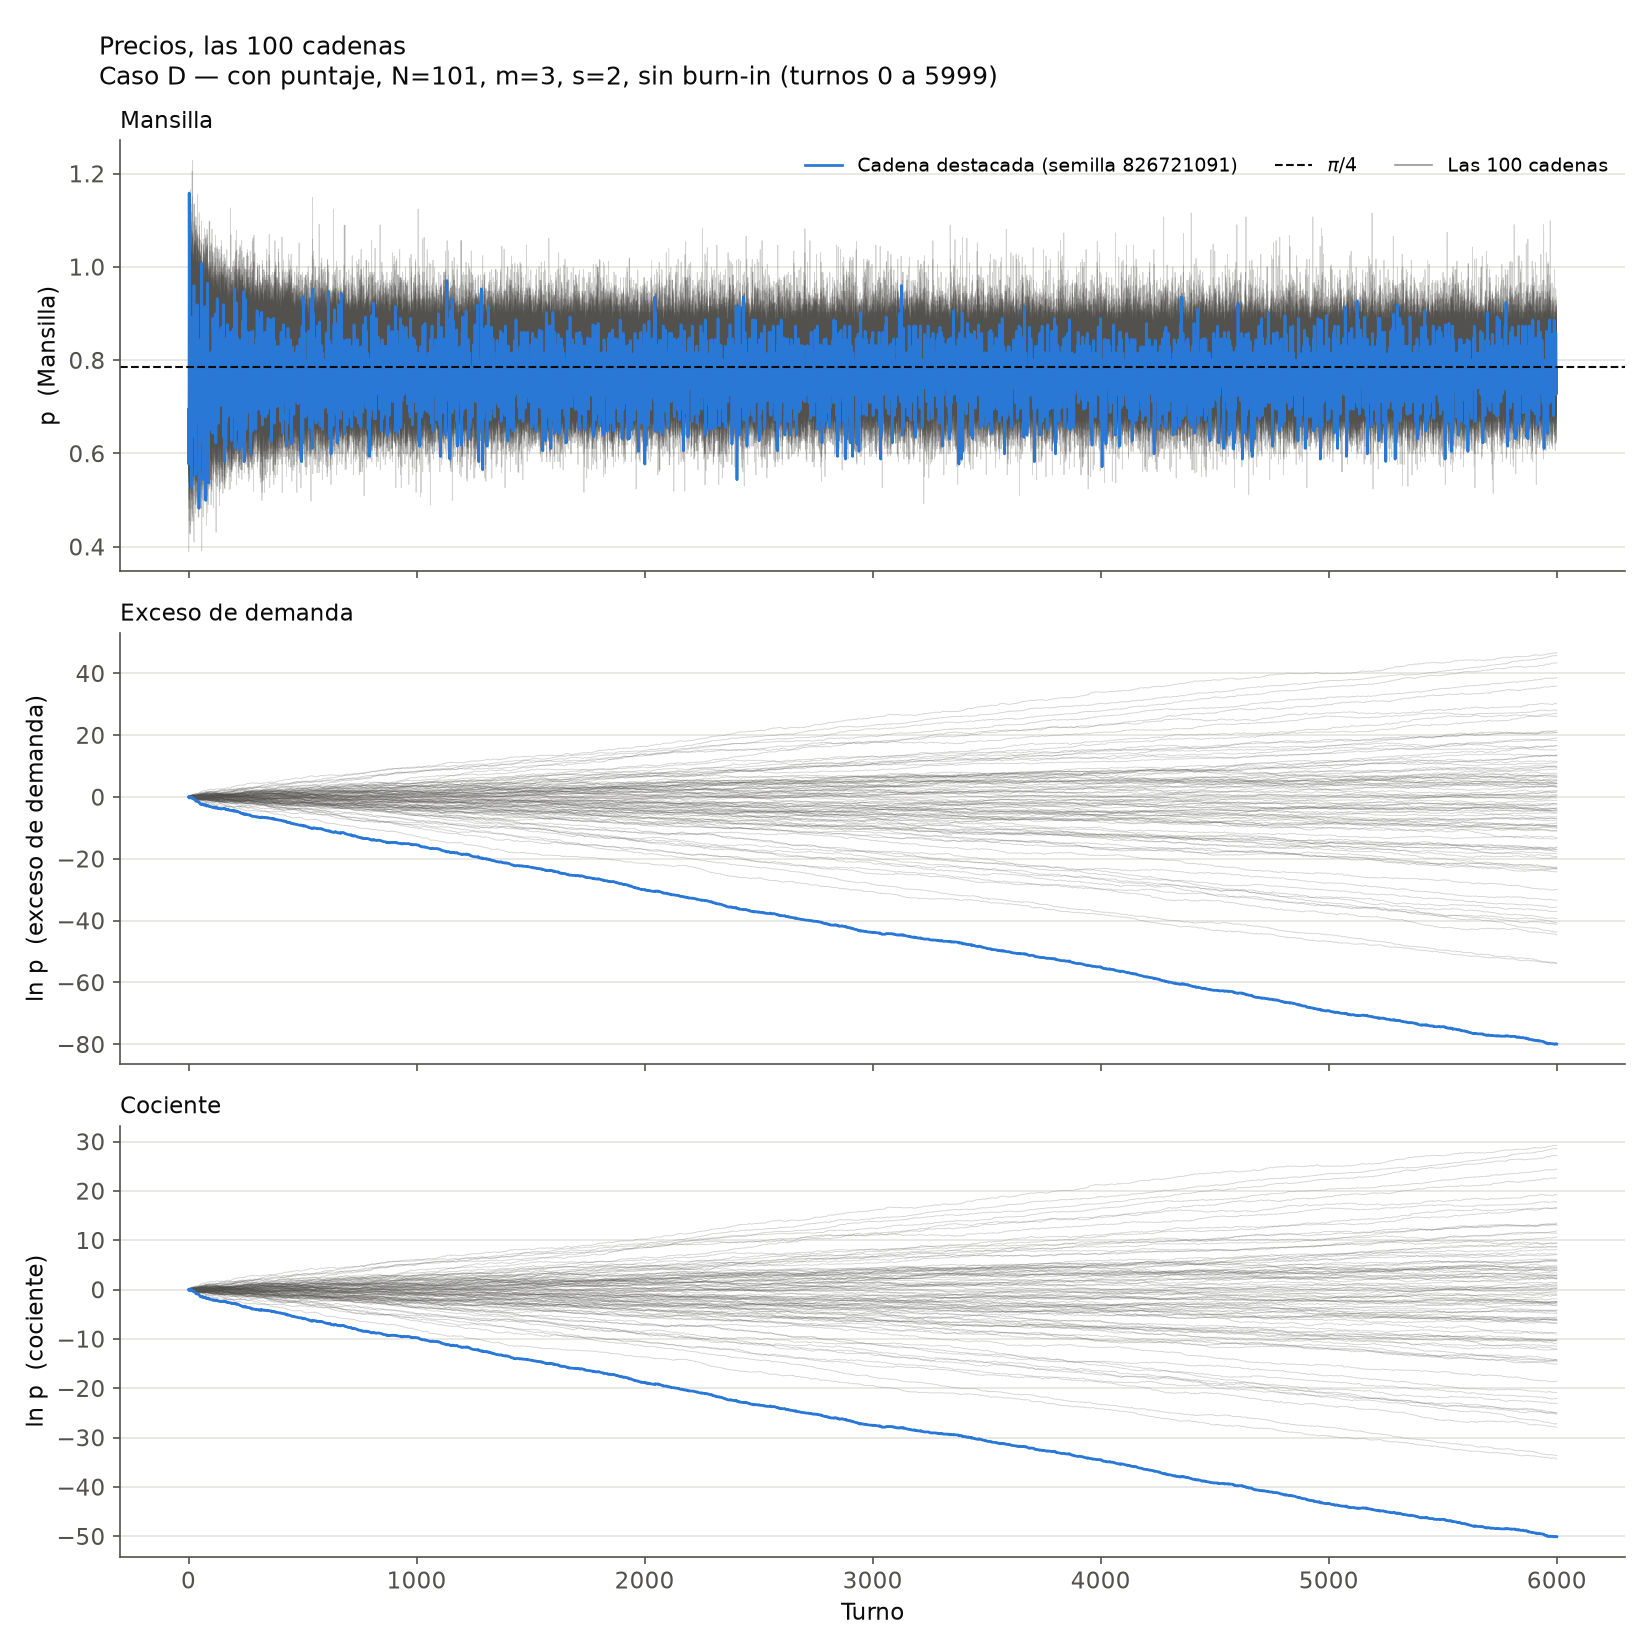 Precios, las 100 cadenas
Caso D — con puntaje, N=101, m=3, s=2, sin burn-in (turnos 0 a 5999)
Mansilla
Cadena destacada (semilla 826721091)
π/4
Las 100 cadenas
p (Mansilla)
1.2
1.0
0.8
0.6
0.4
Exceso de demanda
ln p (exceso de demanda)
40
20
0
−20
−40
−60
−80
Cociente
ln p (cociente)
30
20
10
0
−10
−20
−30
−40
−50
0 1000 2000 3000 4000 5000 6000
Turno